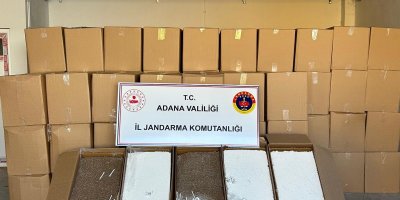 T.C.
ADANA VALİLİĞİ
İL JANDARMA KOMUTANLIĞI